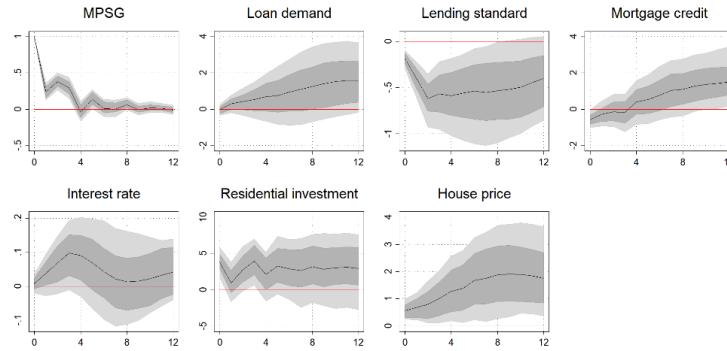 MPSG
1
.5
0
-.5
0 4 8 12
Loan demand
4
2
0
-2
0 4 8 12
Lending standard
0
-.5
-1
0 4 8 12
Mortgage credit
4
2
0
-2
0 4 8 12
Interest rate
.2
.1
0
-.1
0 4 8 12
Residential investment
10
5
0
-5
0 4 8 12
House price
4
3
2
1
0
0 4 8 12